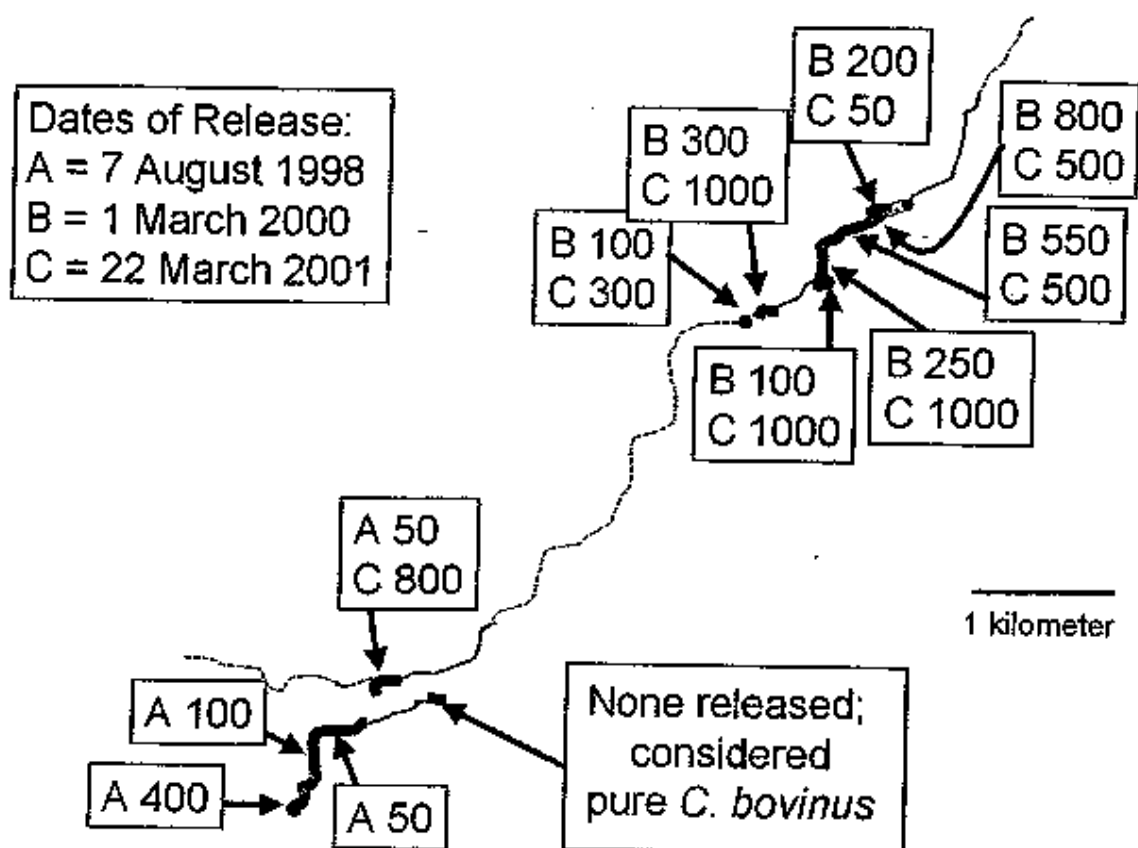 Dates of Release:
A = 7 August 1998
B = 1 March 2000
C = 22 March 2001
B 200
C 50
B 800
C 500
B 300
C 1000
B 100
C 300
B 550
C 500
B 100
C 1000
B 250
C 1000
A 50
C 800
1 kilometer
A 100
A 400
A 50
None released;
considered
pure C. bovinus